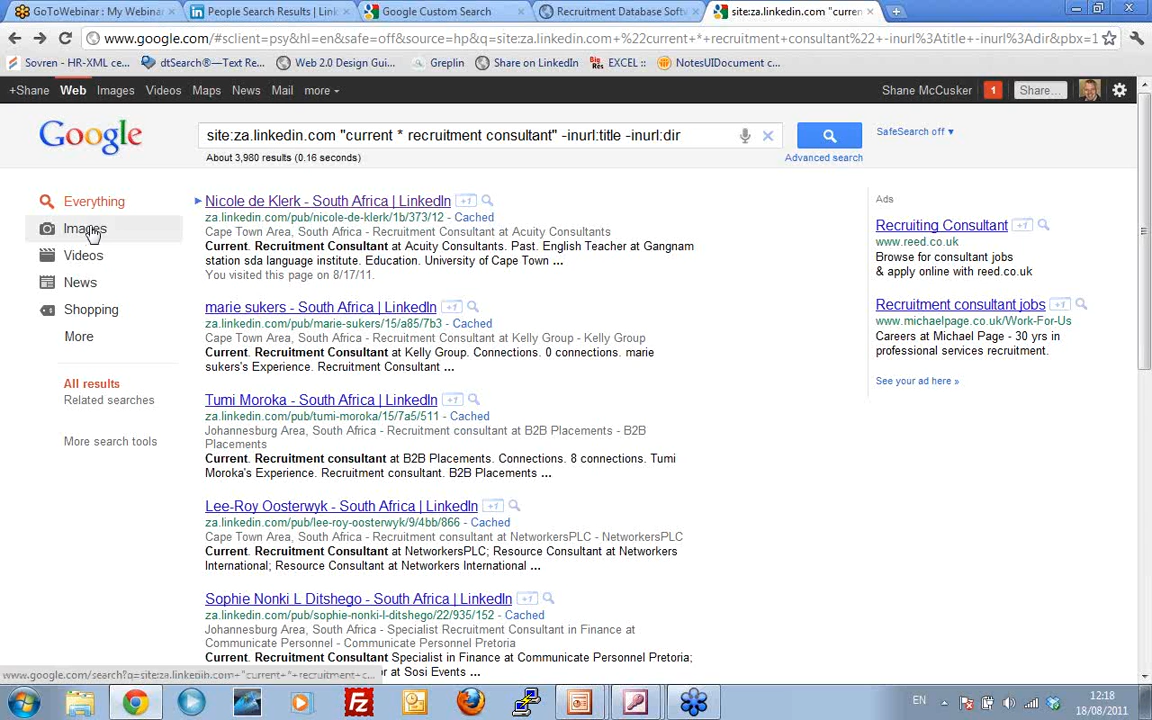 GoToWebinar : My Webinar
People Search Results | Link
Google Custom Search
Recruitment Database Softw
site:za.linkedin.com "curren
www.google.com/#sclient=psy&hl=en&safe=off&source=hp&q=site:za.linkedin.com+%22current+*+recruitment+consultant%22+-inurl%3Atitle+-inurl%3Adir&pbx=1
Sovren - HR-XML ce... dtSearch®—Text Re... Web 2.0 Design Gui... Greplin Share on LinkedIn EXCEL :: NotesUIDocument c...
+Shane Web Images Videos Maps News Mail more Shane McCusker 1 Share...
Google
site:za.linkedin.com "current * recruitment consultant" -inurl:title -inurl:dir
SafeSearch off ▼
About 3,980 results (0.16 seconds)
Advanced search
Everything
Images
Videos
News
Shopping
More
All results
Related searches
More search tools
Nicole de Klerk - South Africa | LinkedIn +1
za.linkedin.com/pub/nicole-de-klerk/1b/373/12 - Cached
Cape Town Area, South Africa - Recruitment Consultant at Acuity Consultants
Current. Recruitment Consultant at Acuity Consultants. Past. English Teacher at Gangnam
station sda language institute. Education. University of Cape Town ...
You visited this page on 8/17/11.
marie sukers - South Africa | LinkedIn +1
za.linkedin.com/pub/marie-sukers/15/a85/7b3 - Cached
Cape Town Area, South Africa - Recruitment Consultant at Kelly Group - Kelly Group
Current. Recruitment Consultant at Kelly Group. Connections. 0 connections. marie
sukers's Experience. Recruitment Consultant ...
Tumi Moroka - South Africa | LinkedIn +1
za.linkedin.com/pub/tumi-moroka/15/7a5/511 - Cached
Johannesburg Area, South Africa - Recruitment consultant at B2B Placements - B2B
Placements
Current. Recruitment consultant at B2B Placements. Connections. 8 connections. Tumi
Moroka's Experience. Recruitment consultant. B2B Placements ...
Lee-Roy Oosterwyk - South Africa | LinkedIn +1
za.linkedin.com/pub/lee-roy-oosterwyk/9/4bb/866 - Cached
Cape Town Area, South Africa - Recruitment consultant at NetworkersPLC - NetworkersPLC
Current. Recruitment Consultant at NetworkersPLC; Resource Consultant at Networkers
International; Resource Consultant at Networkers International ...
Sophie Nonki L Ditshego - South Africa | LinkedIn +1
za.linkedin.com/pub/sophie-nonki-l-ditshego/22/935/152 - Cached
Johannesburg Area, South Africa - Specialist Recruitment Consultant in Finance at
Communicate Personnel - Communicate Personnel Pretoria
Current. Recruitment Consultant Specialist in Finance at Communicate Personnel Pretoria;
or at Sosi Events ...
Ads
Recruiting Consultant +1
www.reed.co.uk
Browse for consultant jobs
& apply online with reed.co.uk
Recruitment consultant jobs +1
www.michaelpage.co.uk/Work-For-Us
Careers at Michael Page - 30 yrs in
professional services recruitment.
See your ad here »
www.google.com/search?q=site:za.linkedin.com+"current+*+recruitment+c...
EN
12:18
18/08/2011